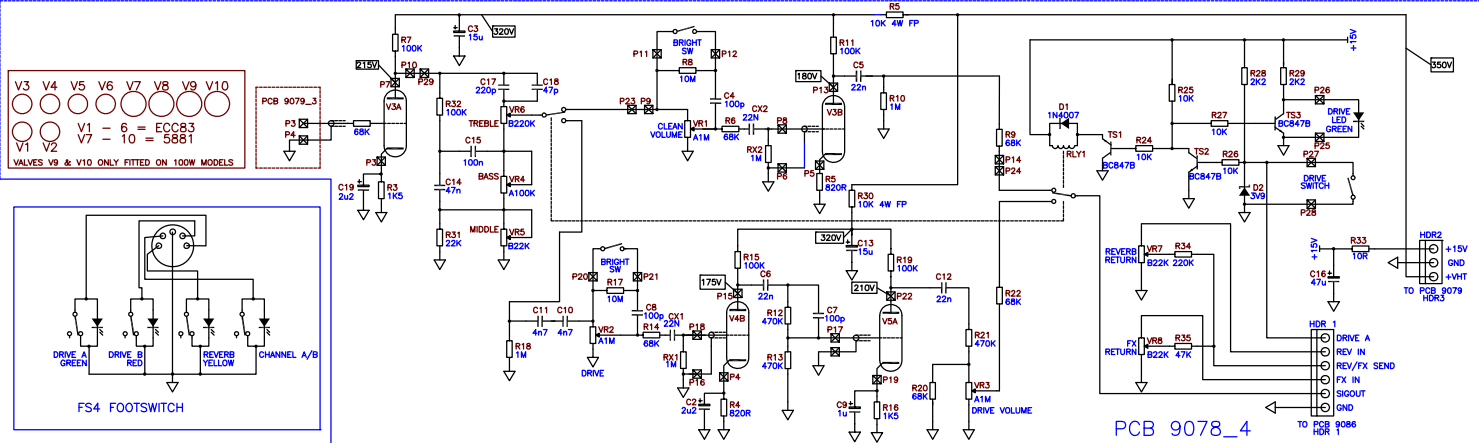 V3 V4 V5 V6 V7 V8 V9 V10
V1 V2
V1 - 6 = ECC83
V7 - 10 = 5881
VALVES V9 & V10 ONLY FITTED ON 100W MODELS
PCB 9079_3
P3
P4
68K
R7
100K
C3
15u
320V
215V
P10
P29
P7
V3A
P3
C19
2u2
R3
1K5
R32
100K
C17
220p
C18
47p
VR6
TREBLE
B220K
C15
100n
C14
47n
BASS
VR4
A100K
MIDDLE
VR5
B22K
R31
22K
P11
BRIGHT
SW
P12
R8
10M
P23
P9
C4
100p
CLEAN
VOLUME
VR1
A1M
R6
68K
CX2
22N
P8
RX2
1M
P6
R11
100K
180V
P13
C5
22n
V3B
P5
R5
820R
R10
1M
R5
10K 4W FP
R30
10K 4W FP
R9
68K
P14
P24
D1
1N4007
RLY1
TS1
BC847B
R24
10K
TS2
BC847B
R25
10K
R27
10K
R26
10K
R28
2K2
R29
2K2
+15V
TS3
BC847B
P26
DRIVE
LED
GREEN
P25
P27
DRIVE
SWITCH
P28
D2
3V9
350V
FS4 FOOTSWITCH
DRIVE A
GREEN
DRIVE B
RED
REVERB
YELLOW
CHANNEL A/B
R18
1M
C11
4n7
C10
4n7
P20
BRIGHT
SW
P21
R17
10M
C8
100p
VR2
A1M
DRIVE
R14
68K
CX1
22N
P18
RX1
1M
P16
R15
100K
175V
P15
C6
22n
V4B
P4
C2
2u2
R4
820R
R12
470K
R13
470K
C7
100p
P17
320V
C13
15u
R19
100K
210V
P22
V5A
P19
C9
1u
R16
1K5
C12
22n
R21
470K
R20
68K
VR3
A1M
DRIVE VOLUME
R22
68K
REVERB
RETURN
VR7
B22K
R34
220K
FX
RETURN
VR8
B22K
R35
47K
+15V
R33
10R
C16
47u
HDR2
+15V
GND
+VHT
TO PCB 9079
HDR3
HDR 1
DRIVE A
REV IN
REV/FX SEND
FX IN
SIGOUT
GND
TO PCB 9086
HDR 1
PCB 9078_4